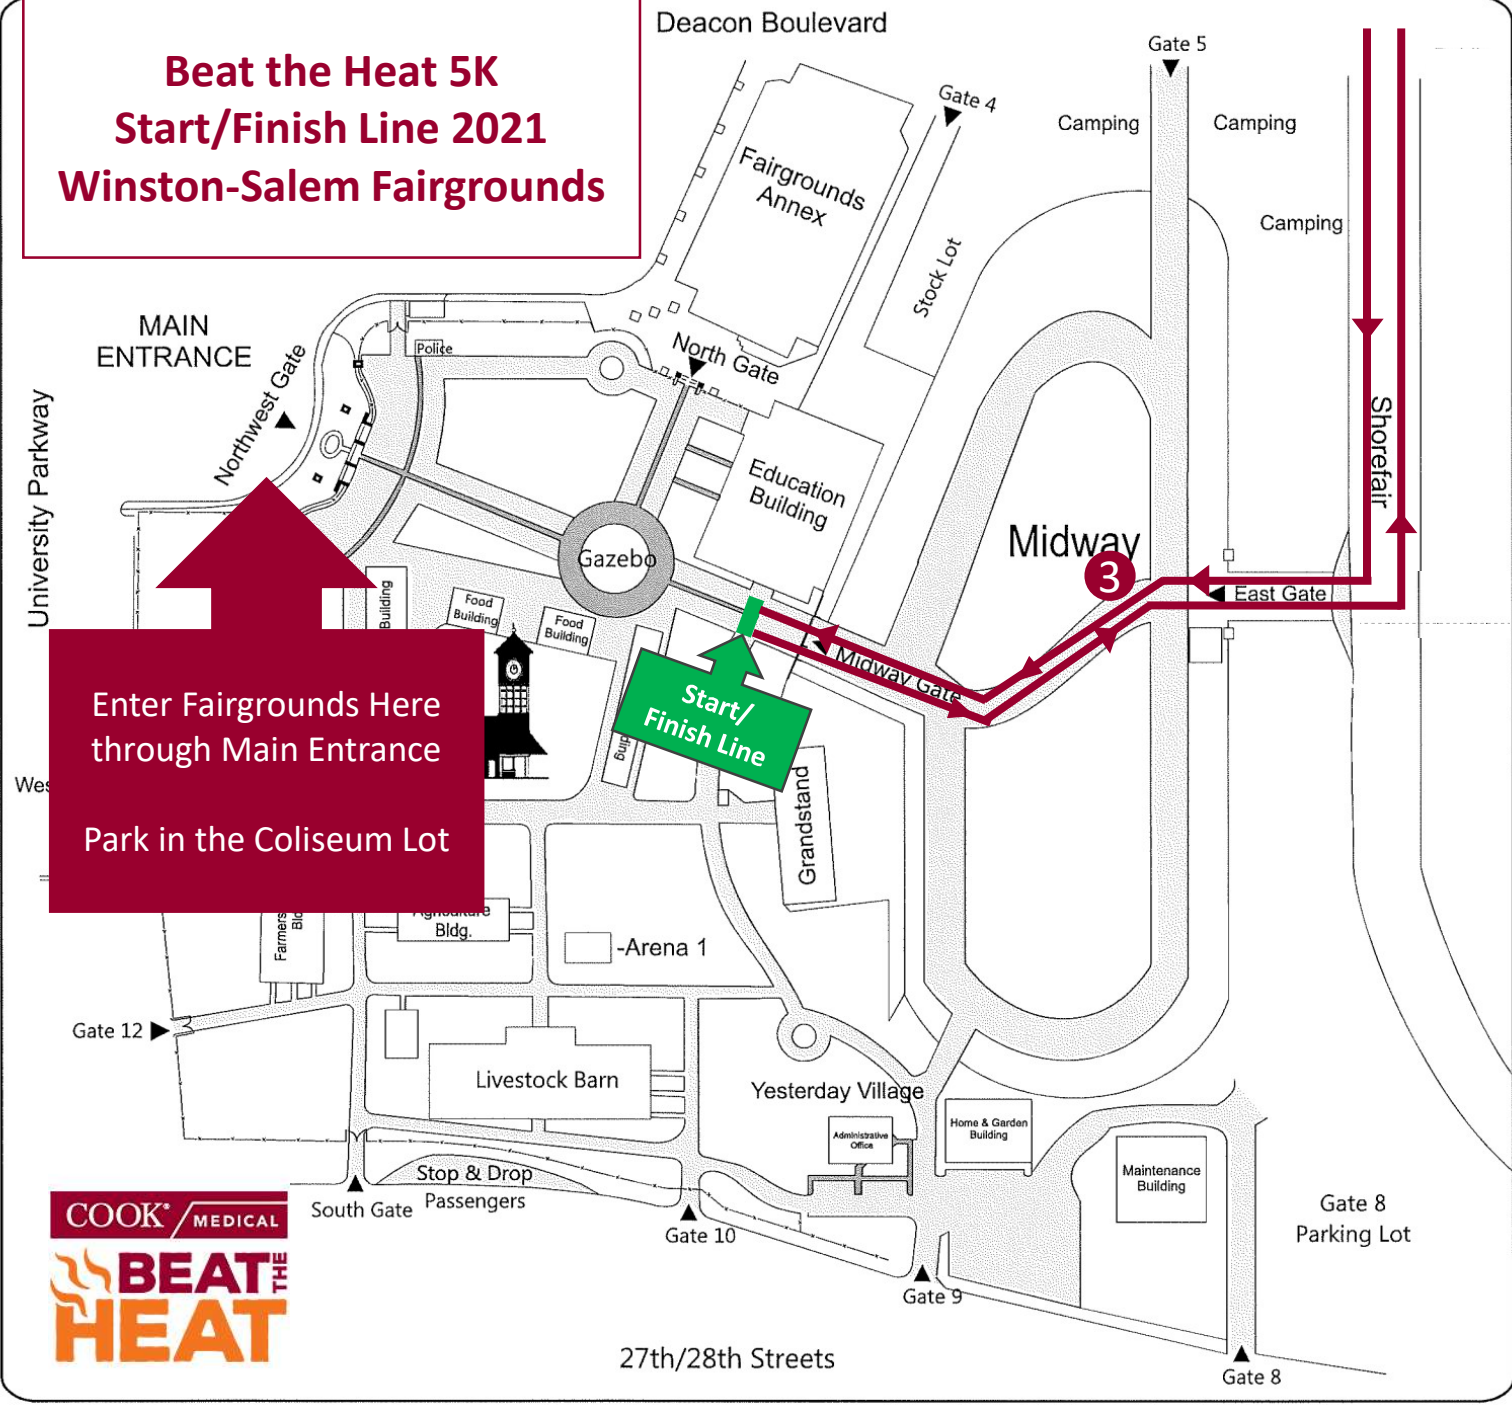 Deacon Boulevard
Beat the Heat 5K
Start/Finish Line 2021
Winston-Salem Fairgrounds
Gate 5
Gate 4
Camping
Camping
Camping
Fairgrounds
Annex
Stock Lot
MAIN
ENTRANCE
Northwest Gate
University Parkway
Police
North Gate
Shorefair
Education
Building
Midway
3
East Gate
Gazebo
Building
Food
Building
Food
Building
Midway Gate
Start/
Finish Line
Enter Fairgrounds Here
through Main Entrance
Park in the Coliseum Lot
Grandstand
Agriculture
Bldg.
Farmers
-Arena 1
Gate 12
Livestock Barn
Yesterday Village
Administrative
Office
Home & Garden
Building
Maintenance
Building
Stop & Drop
Passengers
South Gate
Gate 10
Gate 8
Parking Lot
COOK® MEDICAL
BEAT THE
HEAT
Gate 9
27th/28th Streets
Gate 8